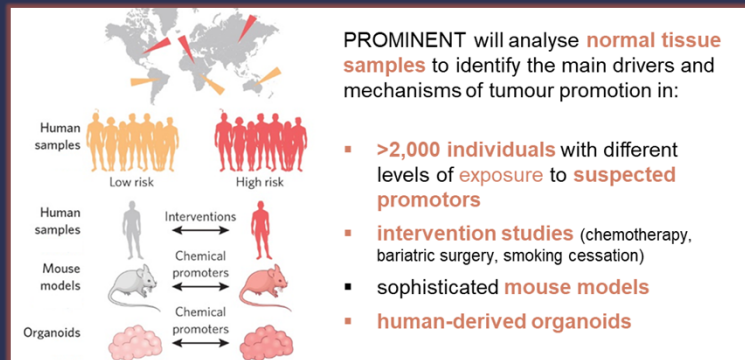 Human
samples
Low risk
High risk
Human
samples
Interventions
Mouse
models
Chemical
promoters
Organoids
Chemical
promoters
PROMINENT will analyse normal tissue
samples to identify the main drivers and
mechanisms of tumour promotion in:
▪ >2,000 individuals with different
levels of exposure to suspected
promotors
▪ intervention studies (chemotherapy,
bariatric surgery, smoking cessation)
▪ sophisticated mouse models
▪ human-derived organoids